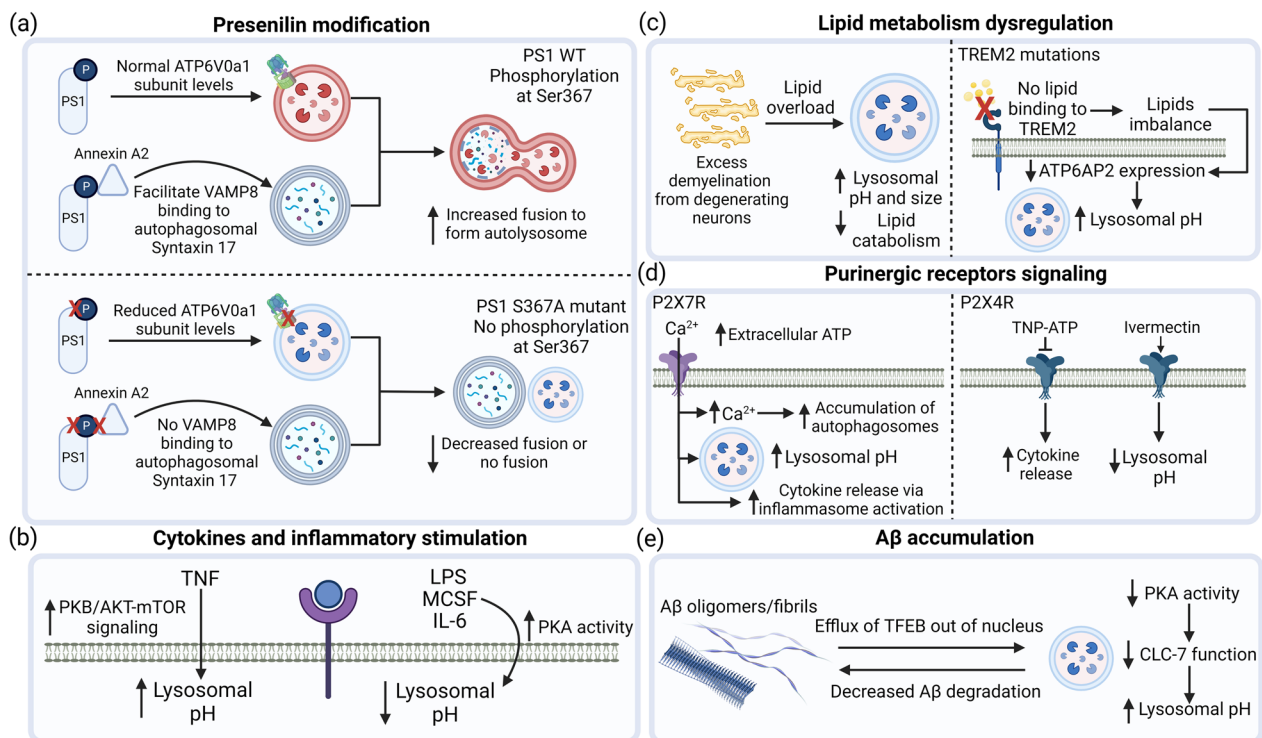 (a)
Presenilin modification
P
PS1
Normal ATP6V0a1
subunit levels
PS1 WT
Phosphorylation
at Ser367
Annexin A2
P
PS1
Facilitate VAMP8
binding to
autophagosomal
Syntaxin 17
Increased fusion to
form autolysosome
X
P
PS1
Reduced ATP6V0a1
subunit levels
X
PS1 S367A mutant
No phosphorylation
at Ser367
Annexin A2
X P X
PS1
No VAMP8
binding to
autophagosomal
Syntaxin 17
Decreased fusion or
no fusion
(b)
Cytokines and inflammatory stimulation
PKB/AKT-mTOR
signaling
TNF
LPS
MCSF
IL-6
PKA activity
Lysosomal
pH
Lysosomal
pH
(c)
Lipid metabolism dysregulation
Excess
demyelination
from degenerating
neurons
Lipid
overload
Lysosomal
pH and size
Lipid
catabolism
TREM2 mutations
X
No lipid
binding to
TREM2
Lipids
imbalance
ATP6AP2 expression
Lysosomal pH
(d)
Purinergic receptors signaling
P2X7R
Ca2+
Extracellular ATP
Ca2+
Accumulation of
autophagosomes
Lysosomal pH
Cytokine release via
inflammasome activation
P2X4R
TNP-ATP
Ivermectin
Cytokine
release
Lysosomal
pH
(e)
Aβ accumulation
Aβ oligomers/fibrils
Efflux of TFEB out of nucleus
Decreased Aβ degradation
PKA activity
CLC-7 function
Lysosomal pH